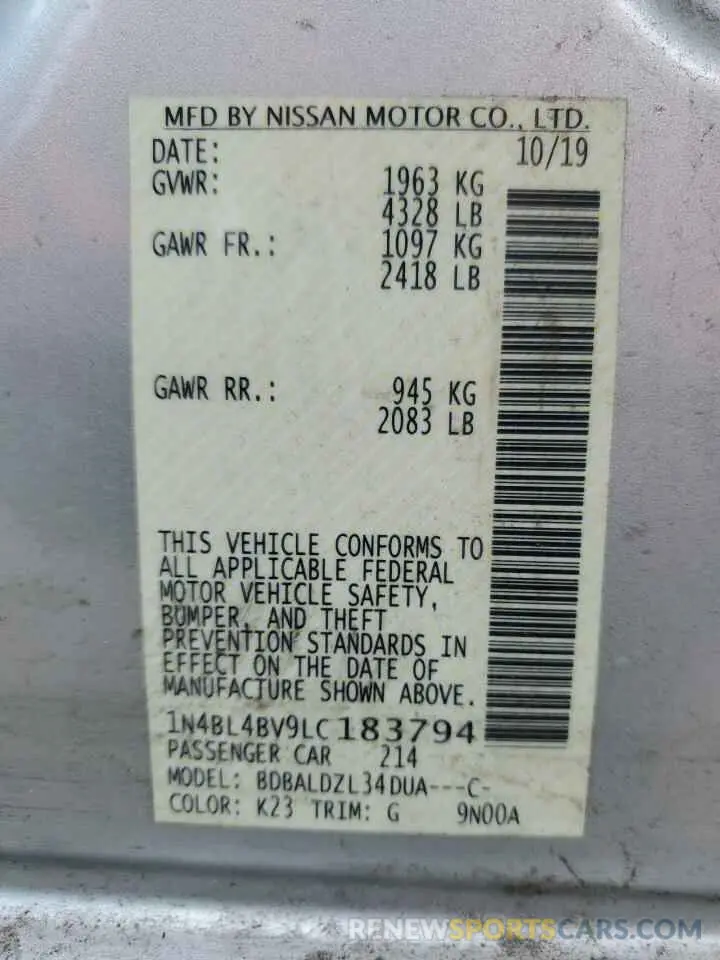 MFD BY NISSAN MOTOR CO., LTD.
DATE: 10/19
GVWR: 1963 KG
4328 LB
GAWR FR.: 1097 KG
2418 LB
GAWR RR.: 945 KG
2083 LB
THIS VEHICLE CONFORMS TO
ALL APPLICABLE FEDERAL
MOTOR VEHICLE SAFETY,
BUMPER, AND THEFT
PREVENTION STANDARDS IN
EFFECT ON THE DATE OF
MANUFACTURE SHOWN ABOVE.
1N4BL4BV9LC183794
PASSENGER CAR 214
MODEL: BDBALDZL34DUA---C-
COLOR: K23 TRIM: G 9N00A
RENEWSPORTSCARS.COM